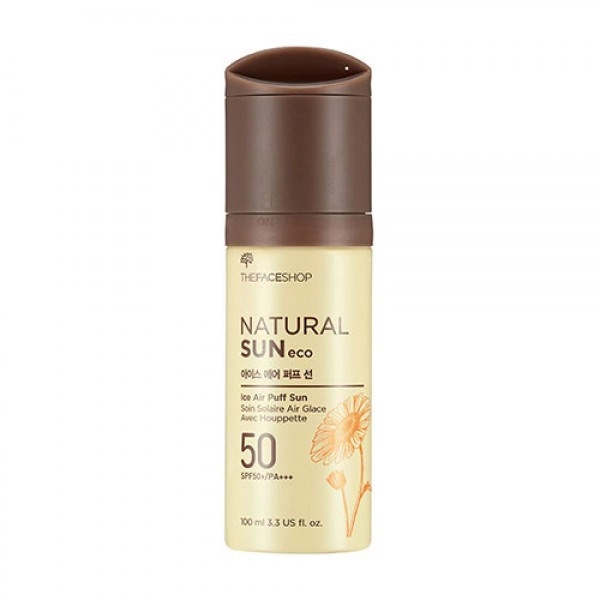 THEFACESHOP
NATURAL
SUN eco
아이스 에어 퍼프 선
Ice Air Puff Sun
Soin Solaire Air Glace
Avec Houppette
50
SPF50+/PA+++
100 ml 3.3 US fl. oz.